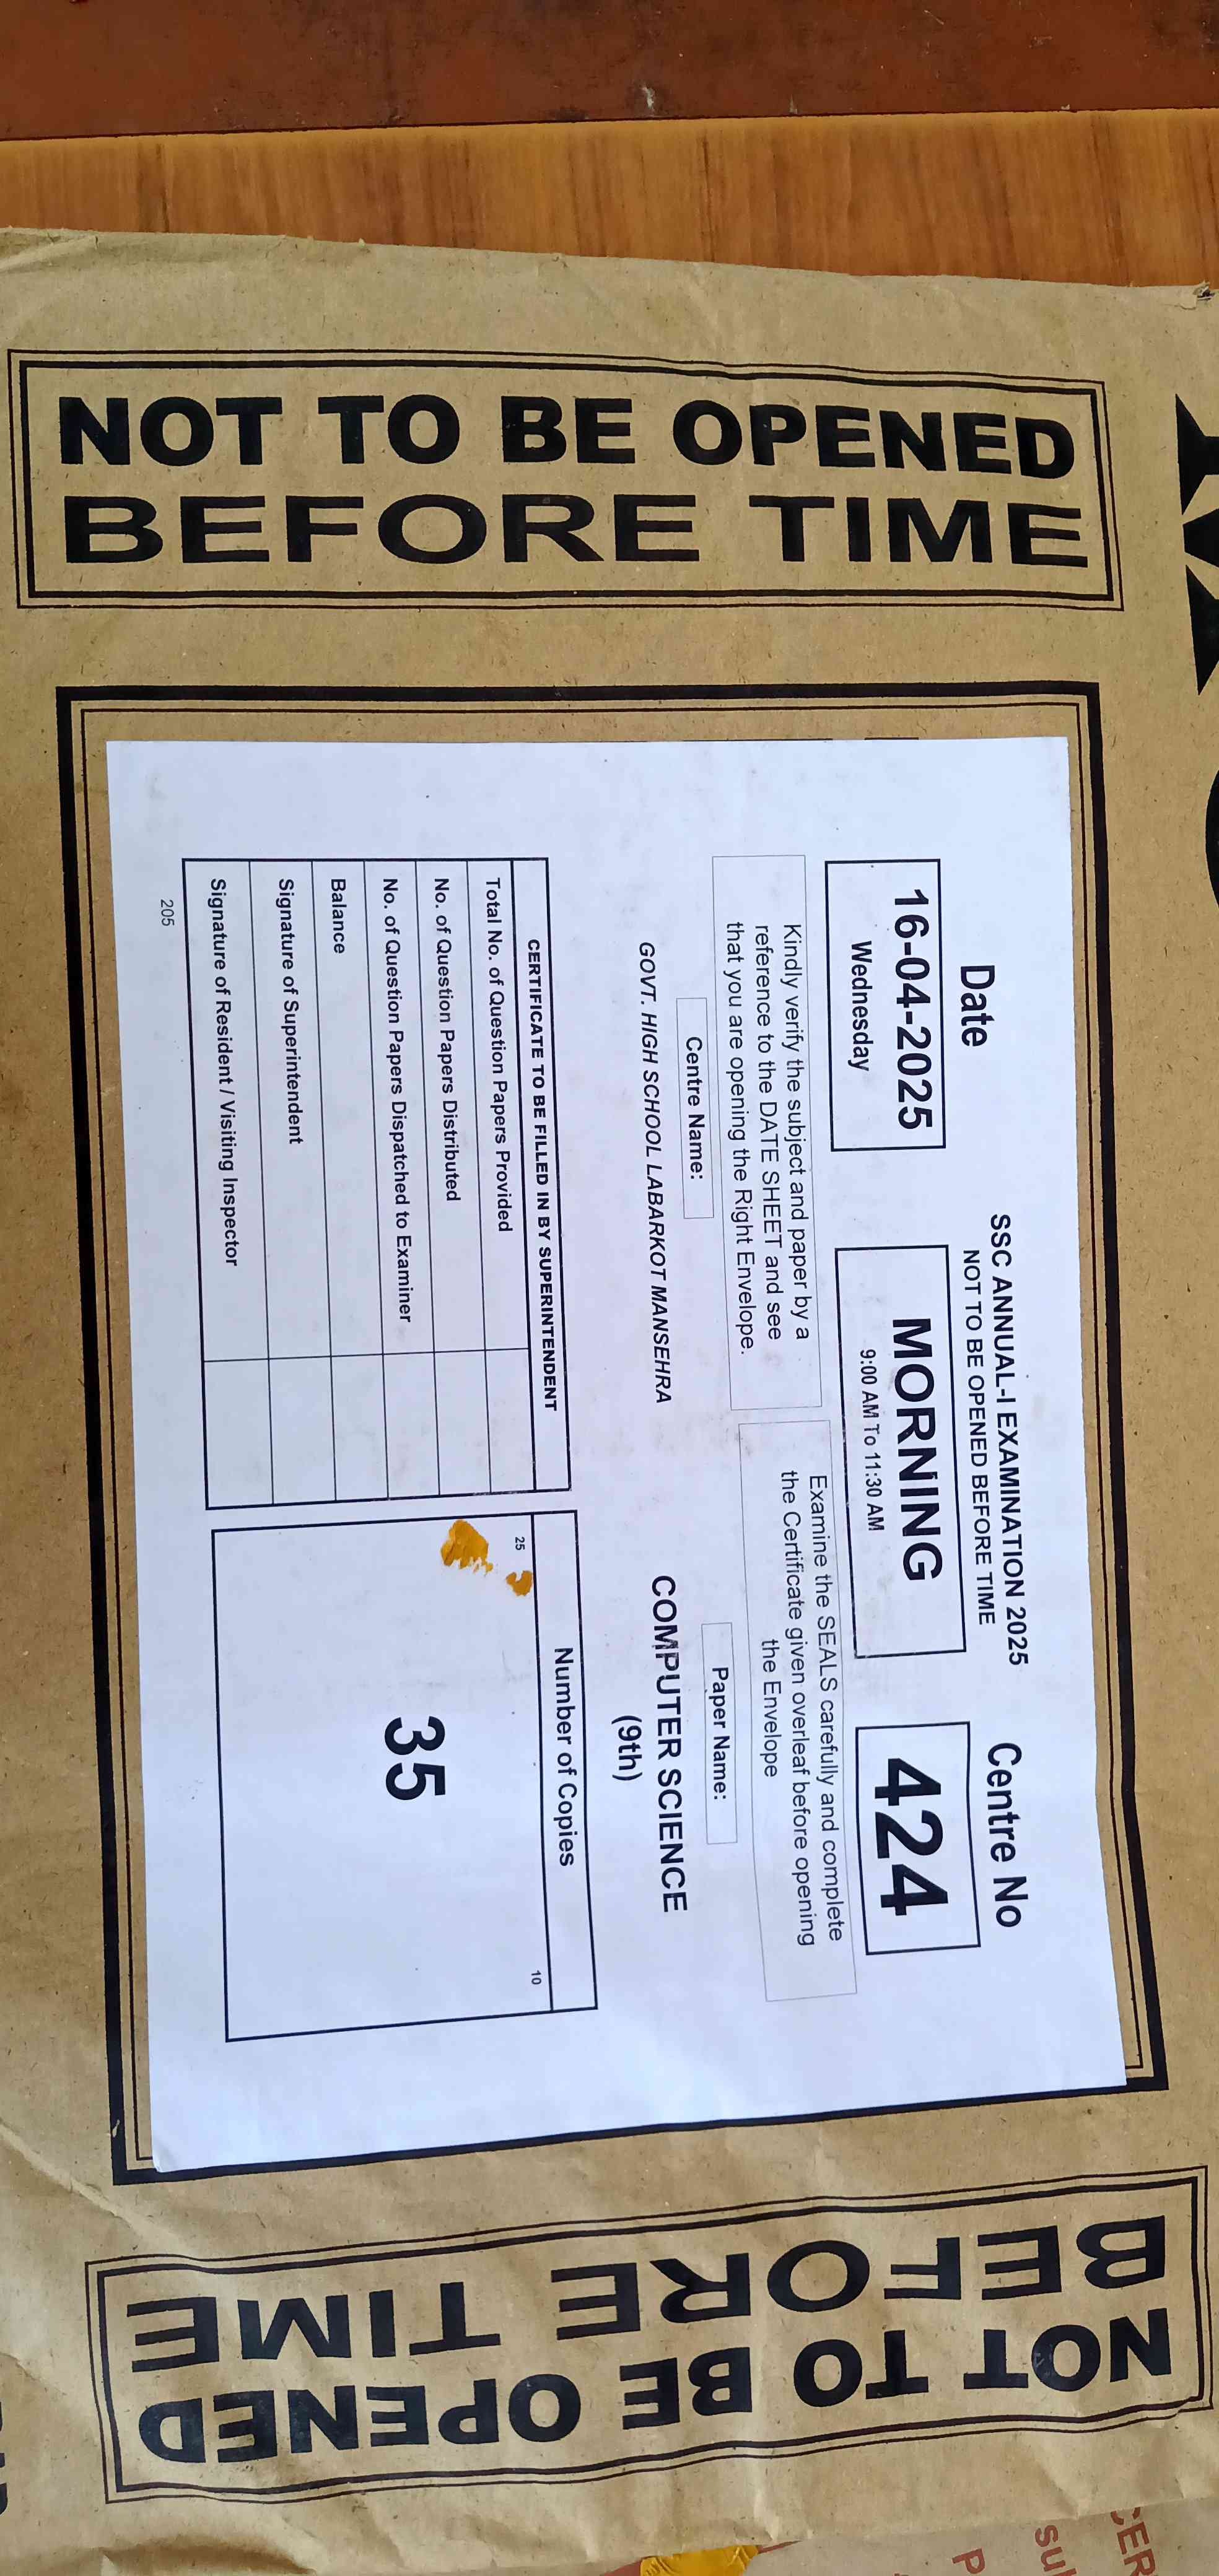 NOT TO BE OPENED
BEFORE TIME
SSC ANNUAL-I EXAMINATION 2025
NOT TO BE OPENED BEFORE TIME
Date
16-04-2025
Wednesday
MORNING
9:00 AM To 11:30 AM
Centre No
424
Kindly verify the subject and paper by a
reference to the DATE SHEET and see
that you are opening the Right Envelope.
Examine the SEALS carefully and complete
the Certificate given overleaf before opening
the Envelope
Centre Name:
GOVT. HIGH SCHOOL LABARKOT MANSEHRA
Paper Name:
COMPUTER SCIENCE
(9th)
CERTIFICATE TO BE FILLED IN BY SUPERINTENDENT
Total No. of Question Papers Provided
No. of Question Papers Distributed
No. of Question Papers Dispatched to Examiner
Balance
Signature of Superintendent
Signature of Resident / Visiting Inspector
Number of Copies
25
10
35
205
NOT TO BE OPENED
BEFORE TIME